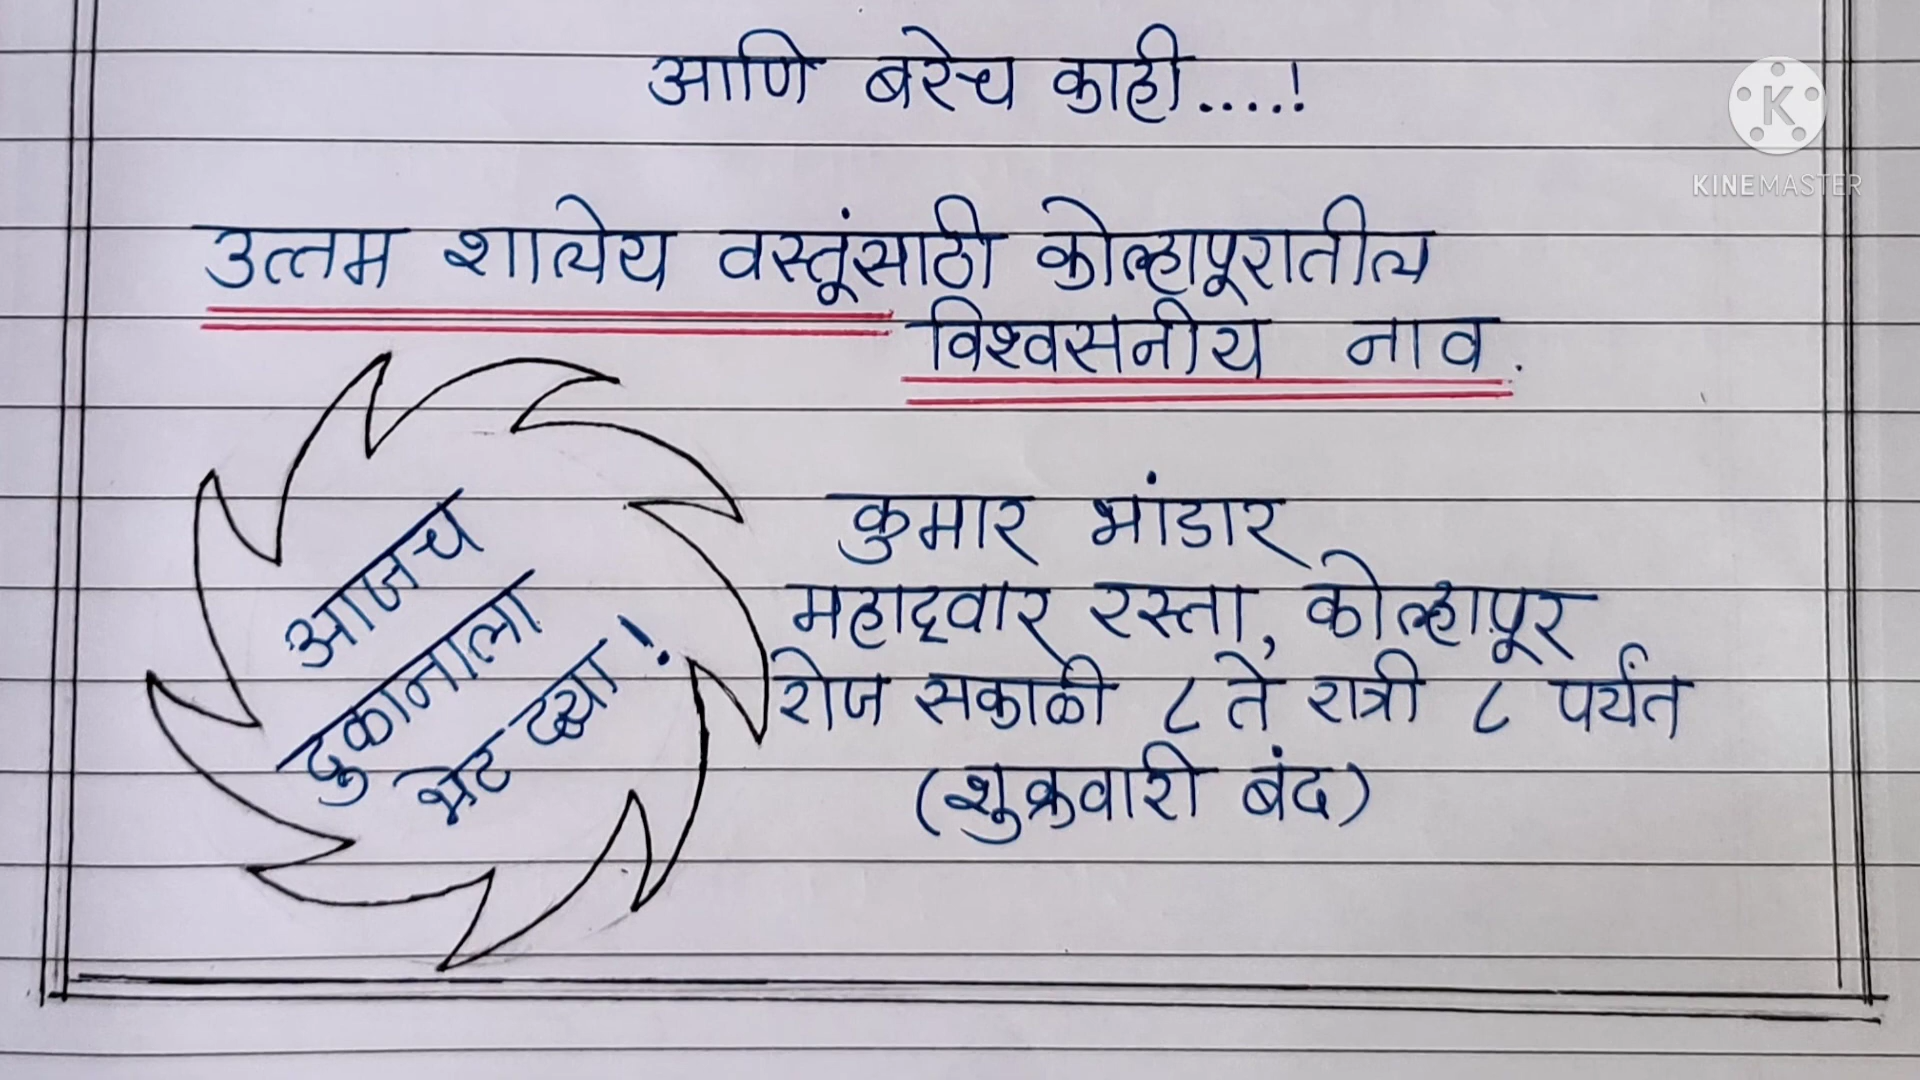 आणि बरेच काही....!
KINEMASTER
उत्तम शालेय वस्तूंसाठी कोल्हापूरातील
विश्वसनीय नाव.
आजच
दुकानाला
भेट द्या!
कुमार भांडार
महाद्वार रस्ता, कोल्हापूर
रोज सकाळी ८ ते रात्री ८ पर्यंत
(शुक्रवारी बंद)